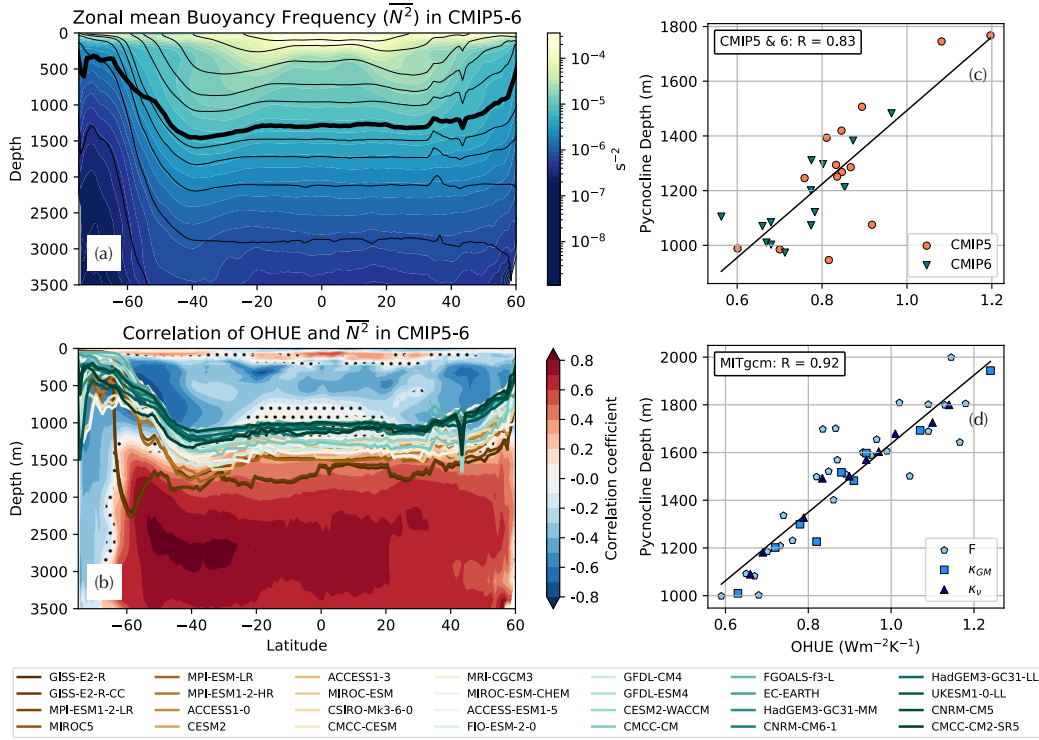 Zonal mean Buoyancy Frequency (N²) in CMIP5-6
0
500
1000
1500
2000
2500
3000
3500
Depth
(a)
−60
−40
−20
0
20
40
60
10⁻⁴
10⁻⁵
10⁻⁶
10⁻⁷
10⁻⁸
s⁻²
CMIP5 & 6: R = 0.83
(c)
1800
1600
1400
1200
1000
Pycnocline Depth (m)
CMIP5
CMIP6
0.6
0.8
1.0
1.2
Correlation of OHUE and N² in CMIP5-6
0
500
1000
1500
2000
2500
3000
3500
Depth (m)
(b)
−60
−40
−20
0
20
40
60
Latitude
0.8
0.6
0.4
0.2
0.0
-0.2
-0.4
-0.6
-0.8
Correlation coefficient
MITgcm: R = 0.92
(d)
2000
1800
1600
1400
1200
1000
Pycnocline Depth (m)
F
κGM
κν
0.6
0.8
1.0
1.2
OHUE (Wm⁻²K⁻¹)
GISS-E2-R MPI-ESM-LR ACCESS1-3 MRI-CGCM3 GFDL-CM4 FGOALS-f3-L HadGEM3-GC31-LL
GISS-E2-R-CC MPI-ESM1-2-HR MIROC-ESM MIROC-ESM-CHEM GFDL-ESM4 EC-EARTH UKESM1-0-LL
MPI-ESM1-2-LR ACCESS1-0 CSIRO-Mk3-6-0 ACCESS-ESM1-5 CESM2-WACCM HadGEM3-GC31-MM CNRM-CM5
MIROC5 CESM2 CMCC-CESM FIO-ESM-2-0 CMCC-CM CNRM-CM6-1 CMCC-CM2-SR5